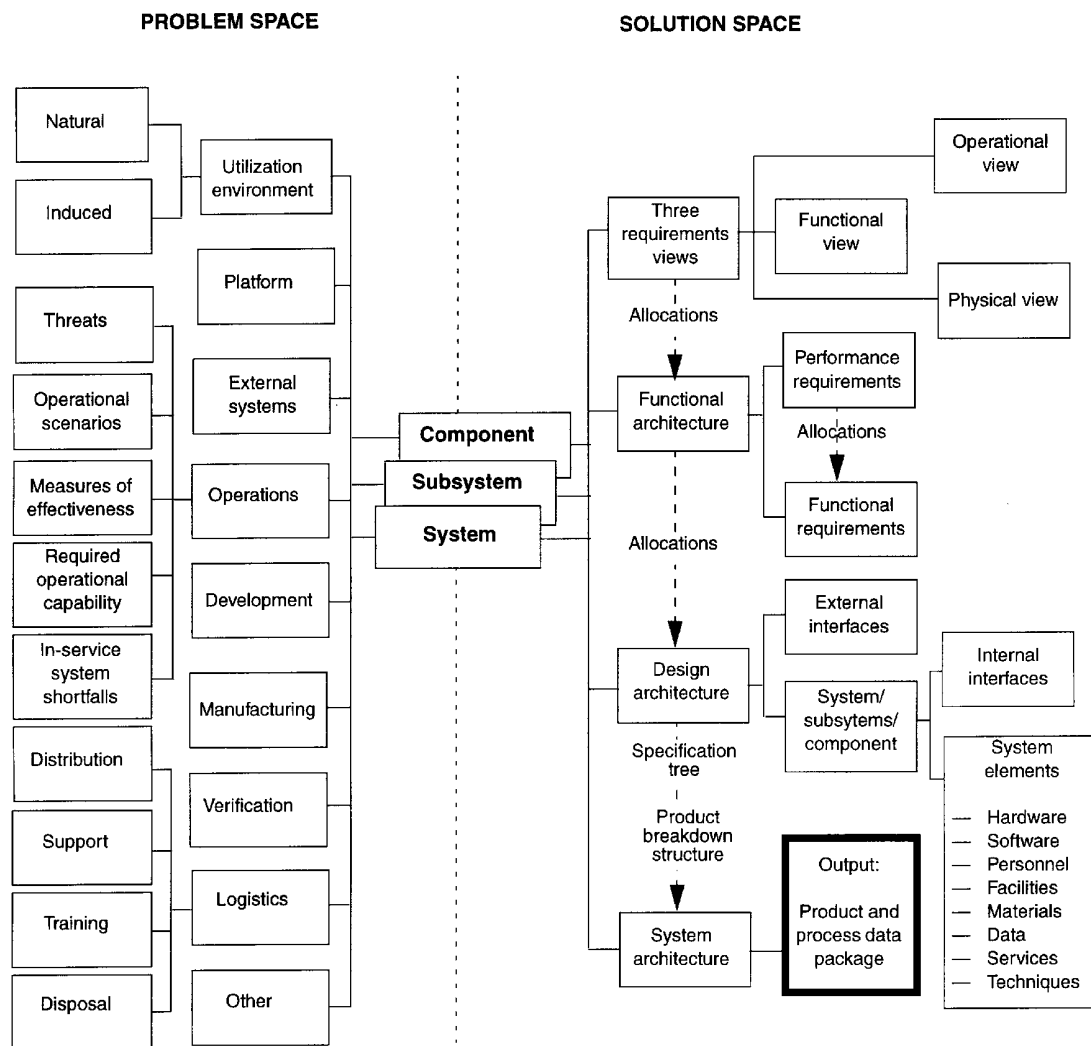 PROBLEM SPACE
SOLUTION SPACE
Natural
Induced
Utilization
environment
Platform
Threats
Operational
scenarios
Measures of
effectiveness
Required
operational
capability
In-service
system
shortfalls
External
systems
Operations
Development
Manufacturing
Verification
Distribution
Support
Training
Disposal
Logistics
Other
Component
Subsystem
System
Three
requirements
views
Operational
view
Functional
view
Physical view
Allocations
Functional
architecture
Performance
requirements
Allocations
Functional
requirements
Allocations
Design
architecture
External
interfaces
System/
subsytems/
component
Internal
interfaces
System
elements
— Hardware
— Software
— Personnel
— Facilities
— Materials
— Data
— Services
— Techniques
Specification
tree
Product
breakdown
structure
System
architecture
Output:
Product and
process data
package